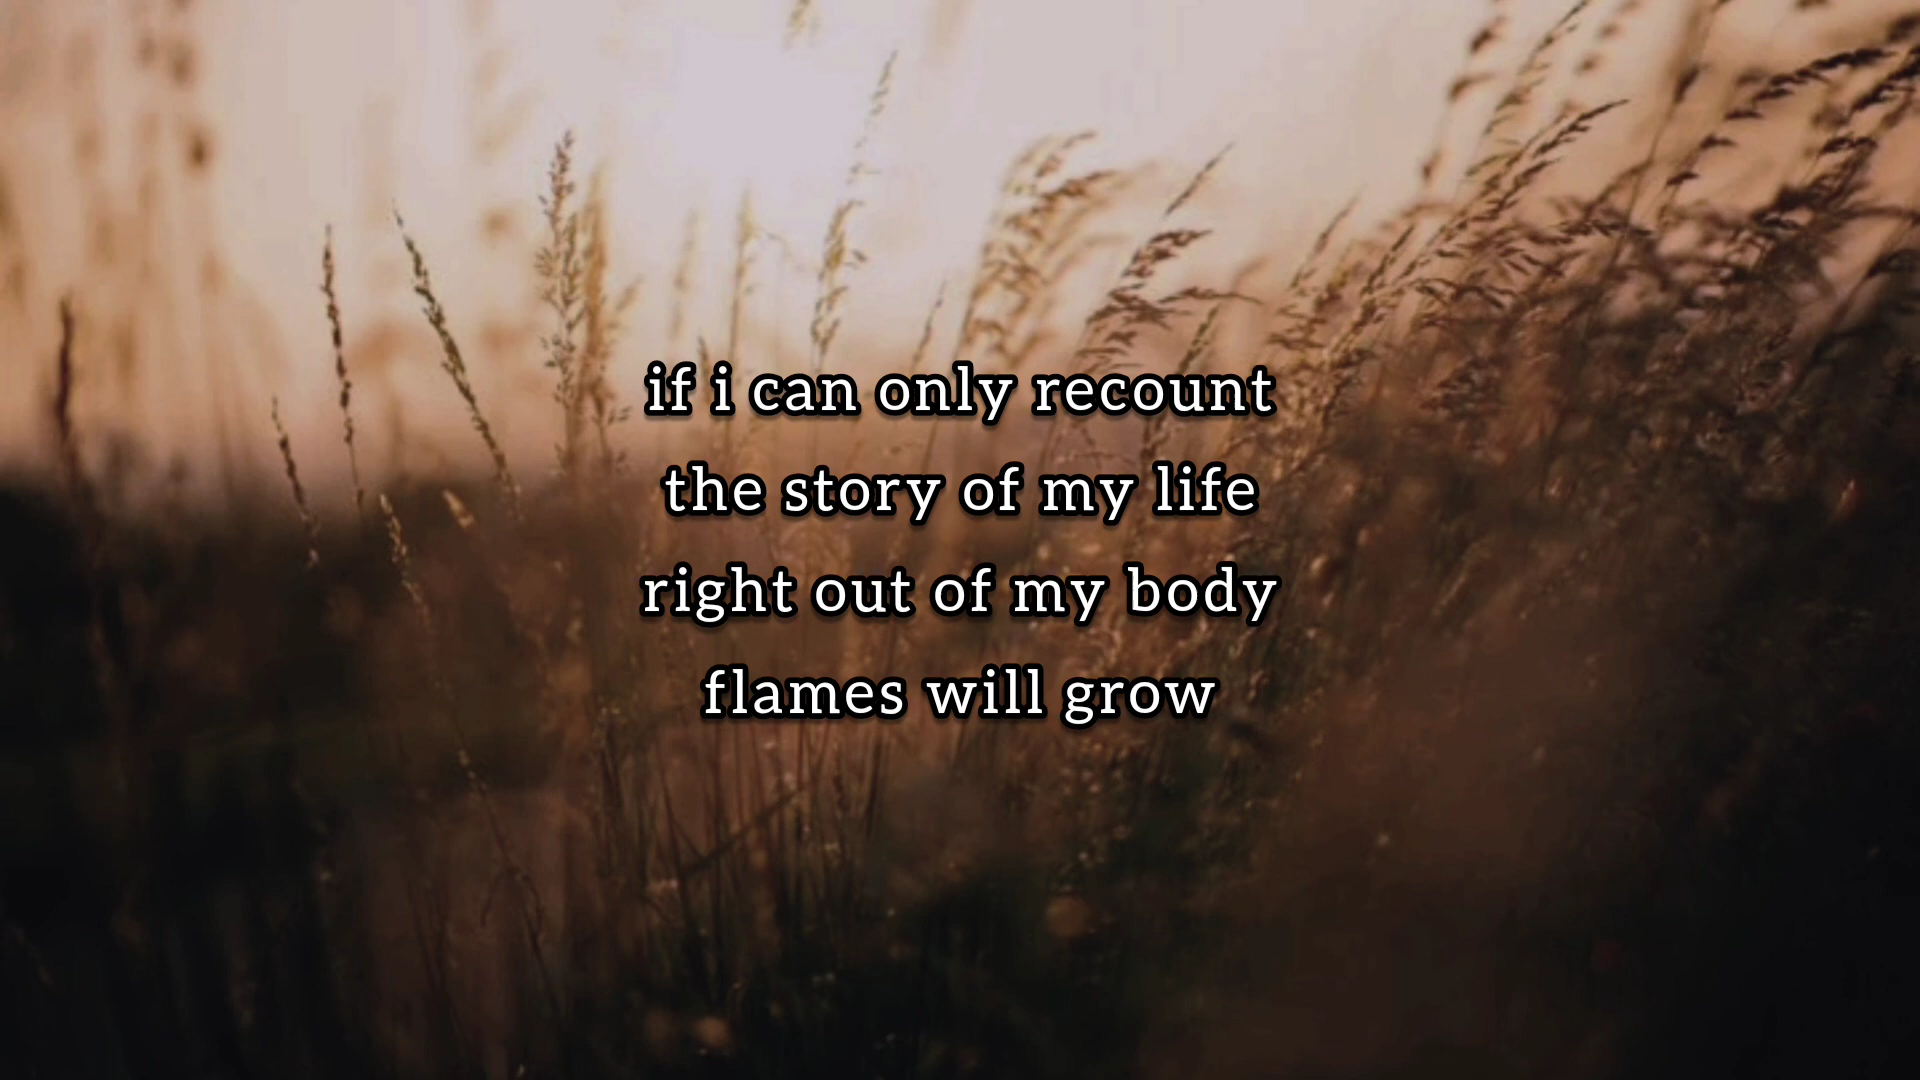 if i can only recount
the story of my life
right out of my body
flames will grow